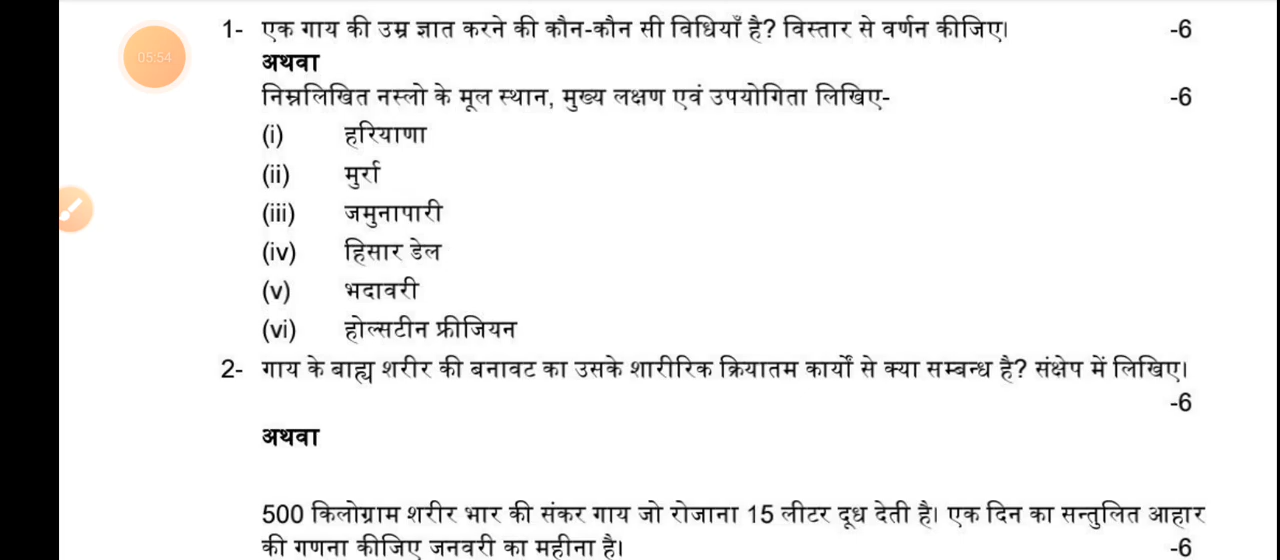 05:54
1- एक गाय की उम्र ज्ञात करने की कौन-कौन सी विधियाँ है? विस्तार से वर्णन कीजिए। -6
अथवा
निम्नलिखित नस्लो के मूल स्थान, मुख्य लक्षण एवं उपयोगिता लिखिए- -6
(i) हरियाणा
(ii) मुर्रा
(iii) जमुनापारी
(iv) हिसार डेल
(v) भदावरी
(vi) होल्सटीन फ्रीजियन
2- गाय के बाह्य शरीर की बनावट का उसके शारीरिक क्रियातम कार्यों से क्या सम्बन्ध है? संक्षेप में लिखिए।
-6
अथवा
500 किलोग्राम शरीर भार की संकर गाय जो रोजाना 15 लीटर दूध देती है। एक दिन का सन्तुलित आहार
की गणना कीजिए जनवरी का महीना है। -6